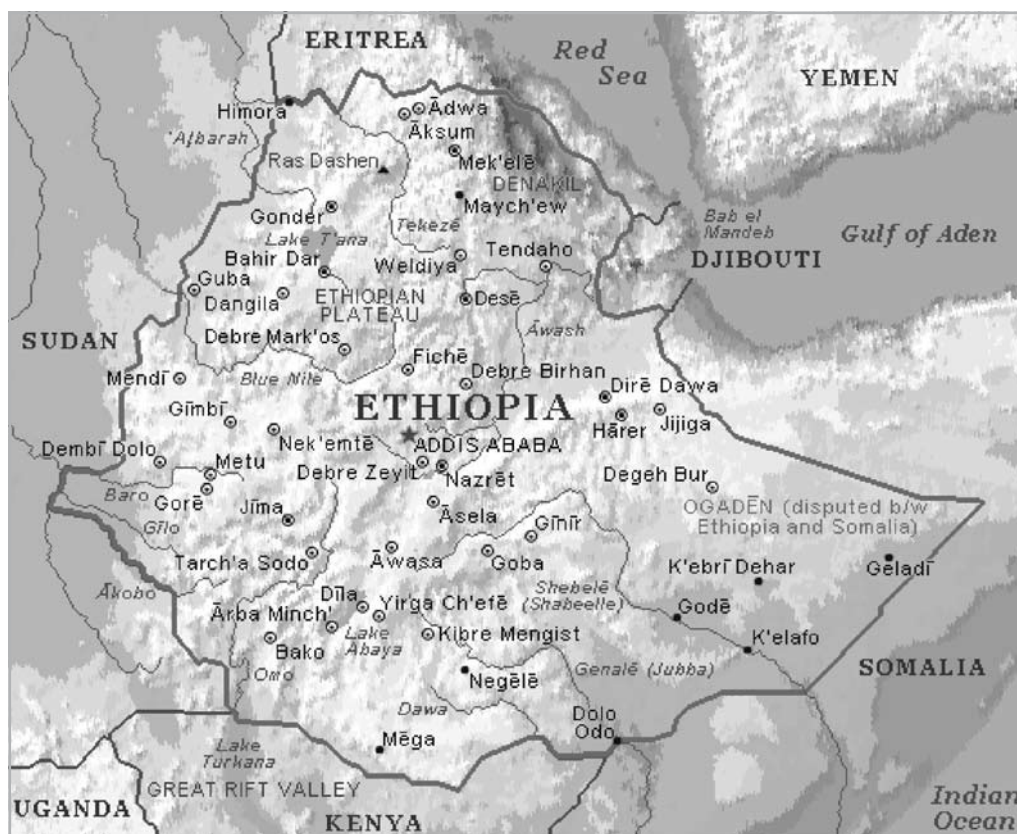 ERITREA
Red
Sea
YEMEN
Himora
Ādwa
Āksum
'Aţbarah
Ras Dashen
Mek'elē
DENAKIL
Maych'ew
Gonder
Tekezē
Bab el
Mandeb
Lake T'ana
Gulf of Aden
Bahir Dar
Weldiya
Tendaho
DJIBOUTI
Guba
Dangila
ETHIOPIAN
PLATEAU
Desē
Āwash
SUDAN
Debre Mark'os
Fichē
Debre Birhan
Mendī
Blue Nile
Dirē Dawa
ETHIOPIA
Gīmbī
Nek'emtē
Hārer
Jijiga
Dembī Dolo
ADDIS ABABA
Metu
Debre Zeyit
Nazrēt
Degeh Bur
Baro
Gorē
Āsela
OGADĒN (disputed b/w
Ethiopia and Somalia)
Gīlo
Jīma
Gīnīr
Tarch'a Sodo
Āwasa
Goba
K'ebrī Dehar
Geladī
Ākobo
Dīla
Shebelē
(Shabeelle)
Ārba Minch'
Yirga Ch'efē
Godē
Lake
Abaya
Kibre Mengist
K'elafo
Bako
Omo
Genalē (Jubba)
SOMALIA
Negēlē
Dawa
Dolo
Odo
Mēga
Lake
Turkana
GREAT RIFT VALLEY
UGANDA
KENYA
Indian
Ocean